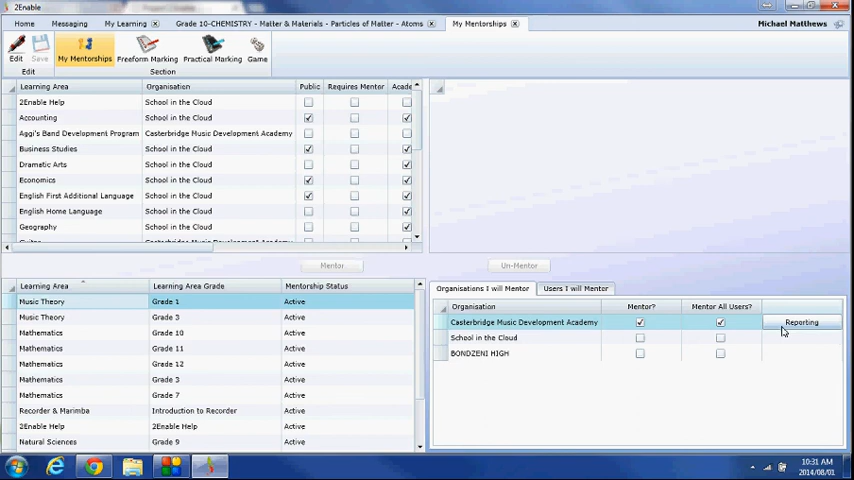 2Enable
Home Messaging My Learning Grade 10-CHEMISTRY - Matter & Materials - Particles of Matter - Atoms My Mentorships Michael Matthews
Edit Save My Mentorships Freeform Marking Practical Marking Game
Edit Section
Learning Area Organisation Public Requires Mentor Acade
2Enable Help School in the Cloud
Accounting School in the Cloud
Aggi's Band Development Program Casterbridge Music Development Academy
Business Studies School in the Cloud
Dramatic Arts School in the Cloud
Economics School in the Cloud
English First Additional Language School in the Cloud
English Home Language School in the Cloud
Geography School in the Cloud
Guitar Casterbridge Music Development Academy
Mentor Un-Mentor
Learning Area Learning Area Grade Mentorship Status
Music Theory Grade 1 Active
Music Theory Grade 3 Active
Mathematics Grade 10 Active
Mathematics Grade 11 Active
Mathematics Grade 12 Active
Mathematics Grade 3 Active
Mathematics Grade 7 Active
Recorder & Marimba Introduction to Recorder Active
2Enable Help 2Enable Help Active
Natural Sciences Grade 9 Active
Organisations I will Mentor Users I will Mentor
Organisation Mentor? Mentor All Users?
Casterbridge Music Development Academy Reporting
School in the Cloud
BONDZENI HIGH
10:31 AM
2014/08/01